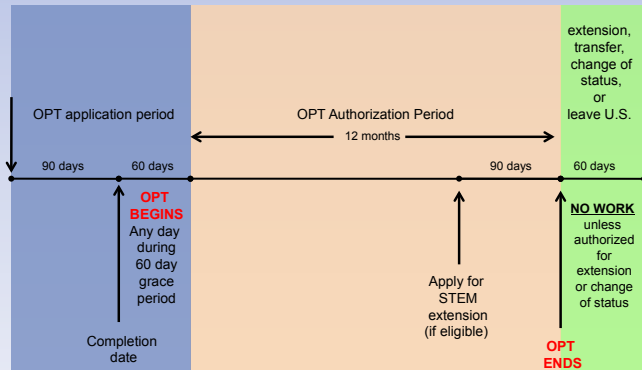 OPT application period
90 days
60 days
OPT
BEGINS
Any day
during
60 day
grace
period
Completion
date
OPT Authorization Period
12 months
90 days
Apply for
STEM
extension
(if eligible)
extension,
transfer,
change of
status,
or
leave U.S.
60 days
NO WORK
unless
authorized
for
extension
or change
of status
OPT
ENDS